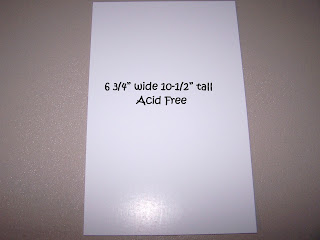 6 3/4" wide 10-1/2" tall
Acid Free